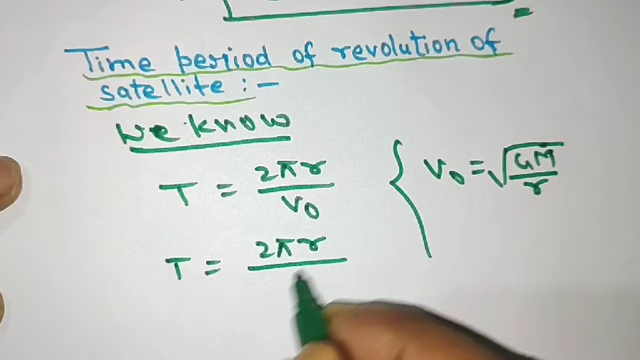 Time period of revolution of
satellite :-
We know
T = 2πr / V₀ { V₀ = √(GM / r)
T = 2πr